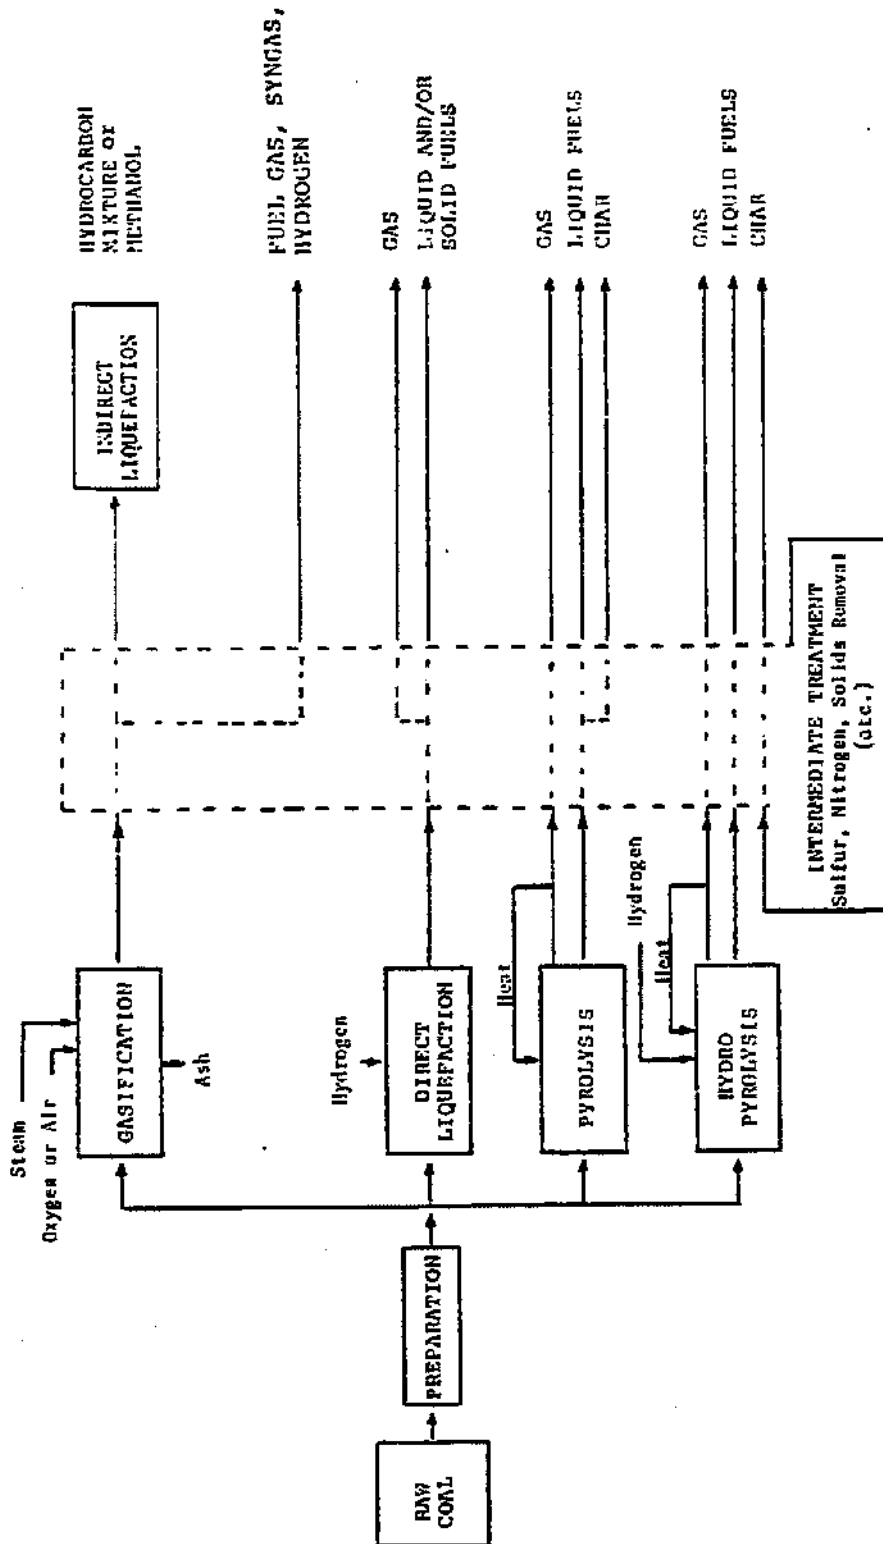 RAW
COAL
PREPARATION
Steam
Oxygen or Air
GASIFICATION
Ash
Hydrogen
DIRECT
LIQUEFACTION
Heat
PYROLYSIS
Hydrogen
Heat
HYDRO
PYROLYSIS
INTERMEDIATE TREATMENT
Sulfur, Nitrogen, Solids Removal
(etc.)
INDIRECT
LIQUEFACTION
HYDROCARBON
MIXTURE or
METHANOL
FUEL GAS, SYNGAS,
HYDROGEN
GAS
LIQUID AND/OR
SOLID FUELS
GAS
LIQUID FUELS
CHAR
GAS
LIQUID FUELS
CHAR